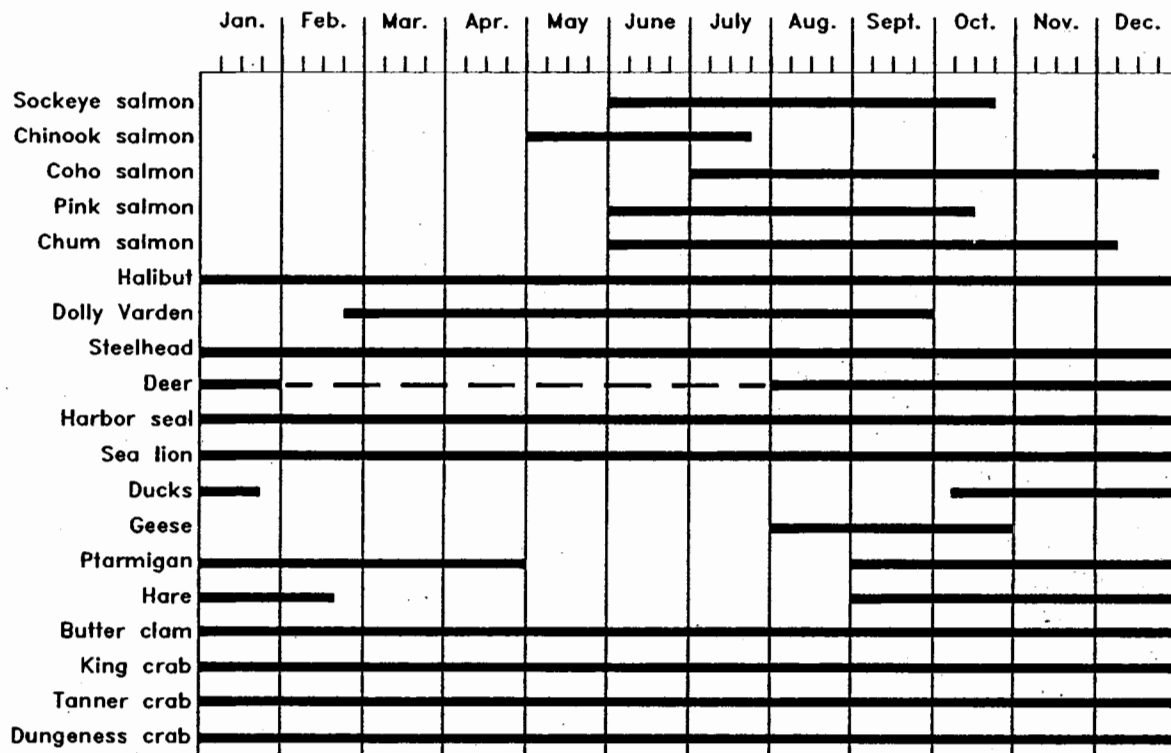 Jan. Feb. Mar. Apr. May June July Aug. Sept. Oct. Nov. Dec.
Sockeye salmon
Chinook salmon
Coho salmon
Pink salmon
Chum salmon
Halibut
Dolly Varden
Steelhead
Deer
Harbor seal
Sea lion
Ducks
Geese
Ptarmigan
Hare
Butter clam
King crab
Tanner crab
Dungeness crab